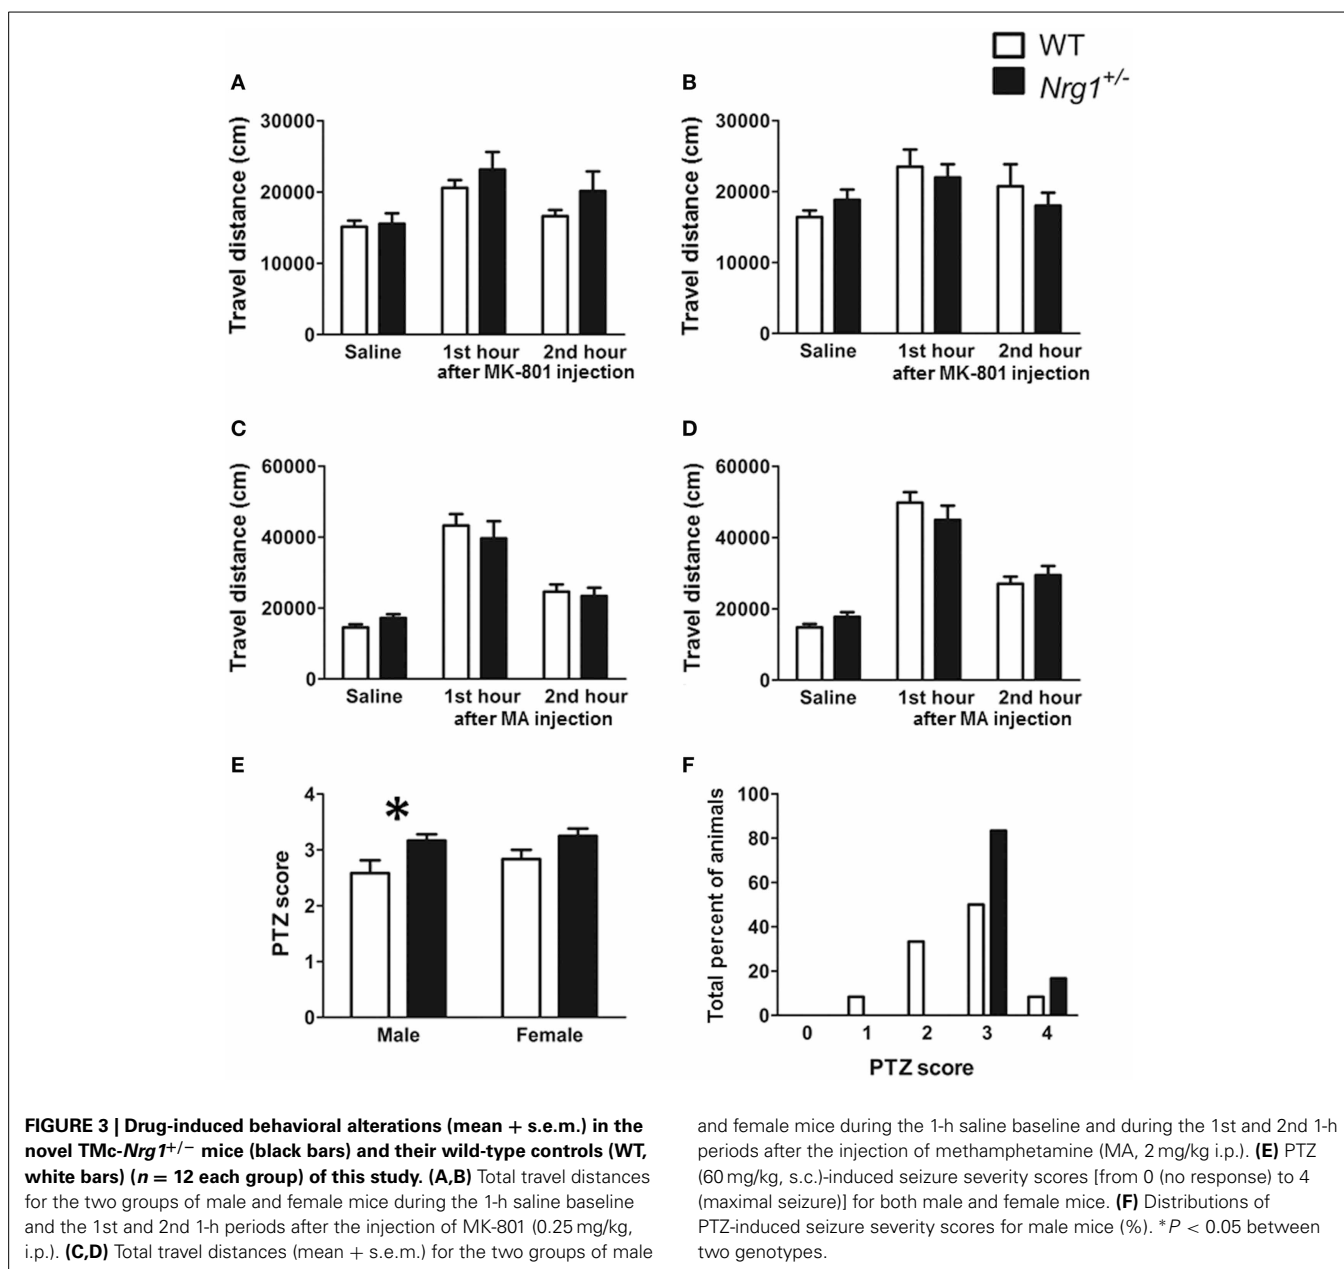 WT
Nrg1+/-
A
30000
20000
10000
0
Travel distance (cm)
Saline
1st hour
2nd hour
after MK-801 injection
B
30000
20000
10000
0
Travel distance (cm)
Saline
1st hour
2nd hour
after MK-801 injection
C
60000
40000
20000
0
Travel distance (cm)
Saline
1st hour
2nd hour
after MA injection
D
60000
40000
20000
0
Travel distance (cm)
Saline
1st hour
2nd hour
after MA injection
E
4
3
2
1
0
PTZ score
*
Male
Female
F
100
80
60
40
20
0
Total percent of animals
0
1
2
3
4
PTZ score
FIGURE 3 | Drug-induced behavioral alterations (mean + s.e.m.) in the
novel TMc-Nrg1+/− mice (black bars) and their wild-type controls (WT,
white bars) (n = 12 each group) of this study. (A,B) Total travel distances
for the two groups of male and female mice during the 1-h saline baseline
and the 1st and 2nd 1-h periods after the injection of MK-801 (0.25 mg/kg,
i.p.). (C,D) Total travel distances (mean + s.e.m.) for the two groups of male
and female mice during the 1-h saline baseline and during the 1st and 2nd 1-h
periods after the injection of methamphetamine (MA, 2 mg/kg i.p.). (E) PTZ
(60 mg/kg, s.c.)-induced seizure severity scores [from 0 (no response) to 4
(maximal seizure)] for both male and female mice. (F) Distributions of
PTZ-induced seizure severity scores for male mice (%). *P < 0.05 between
two genotypes.